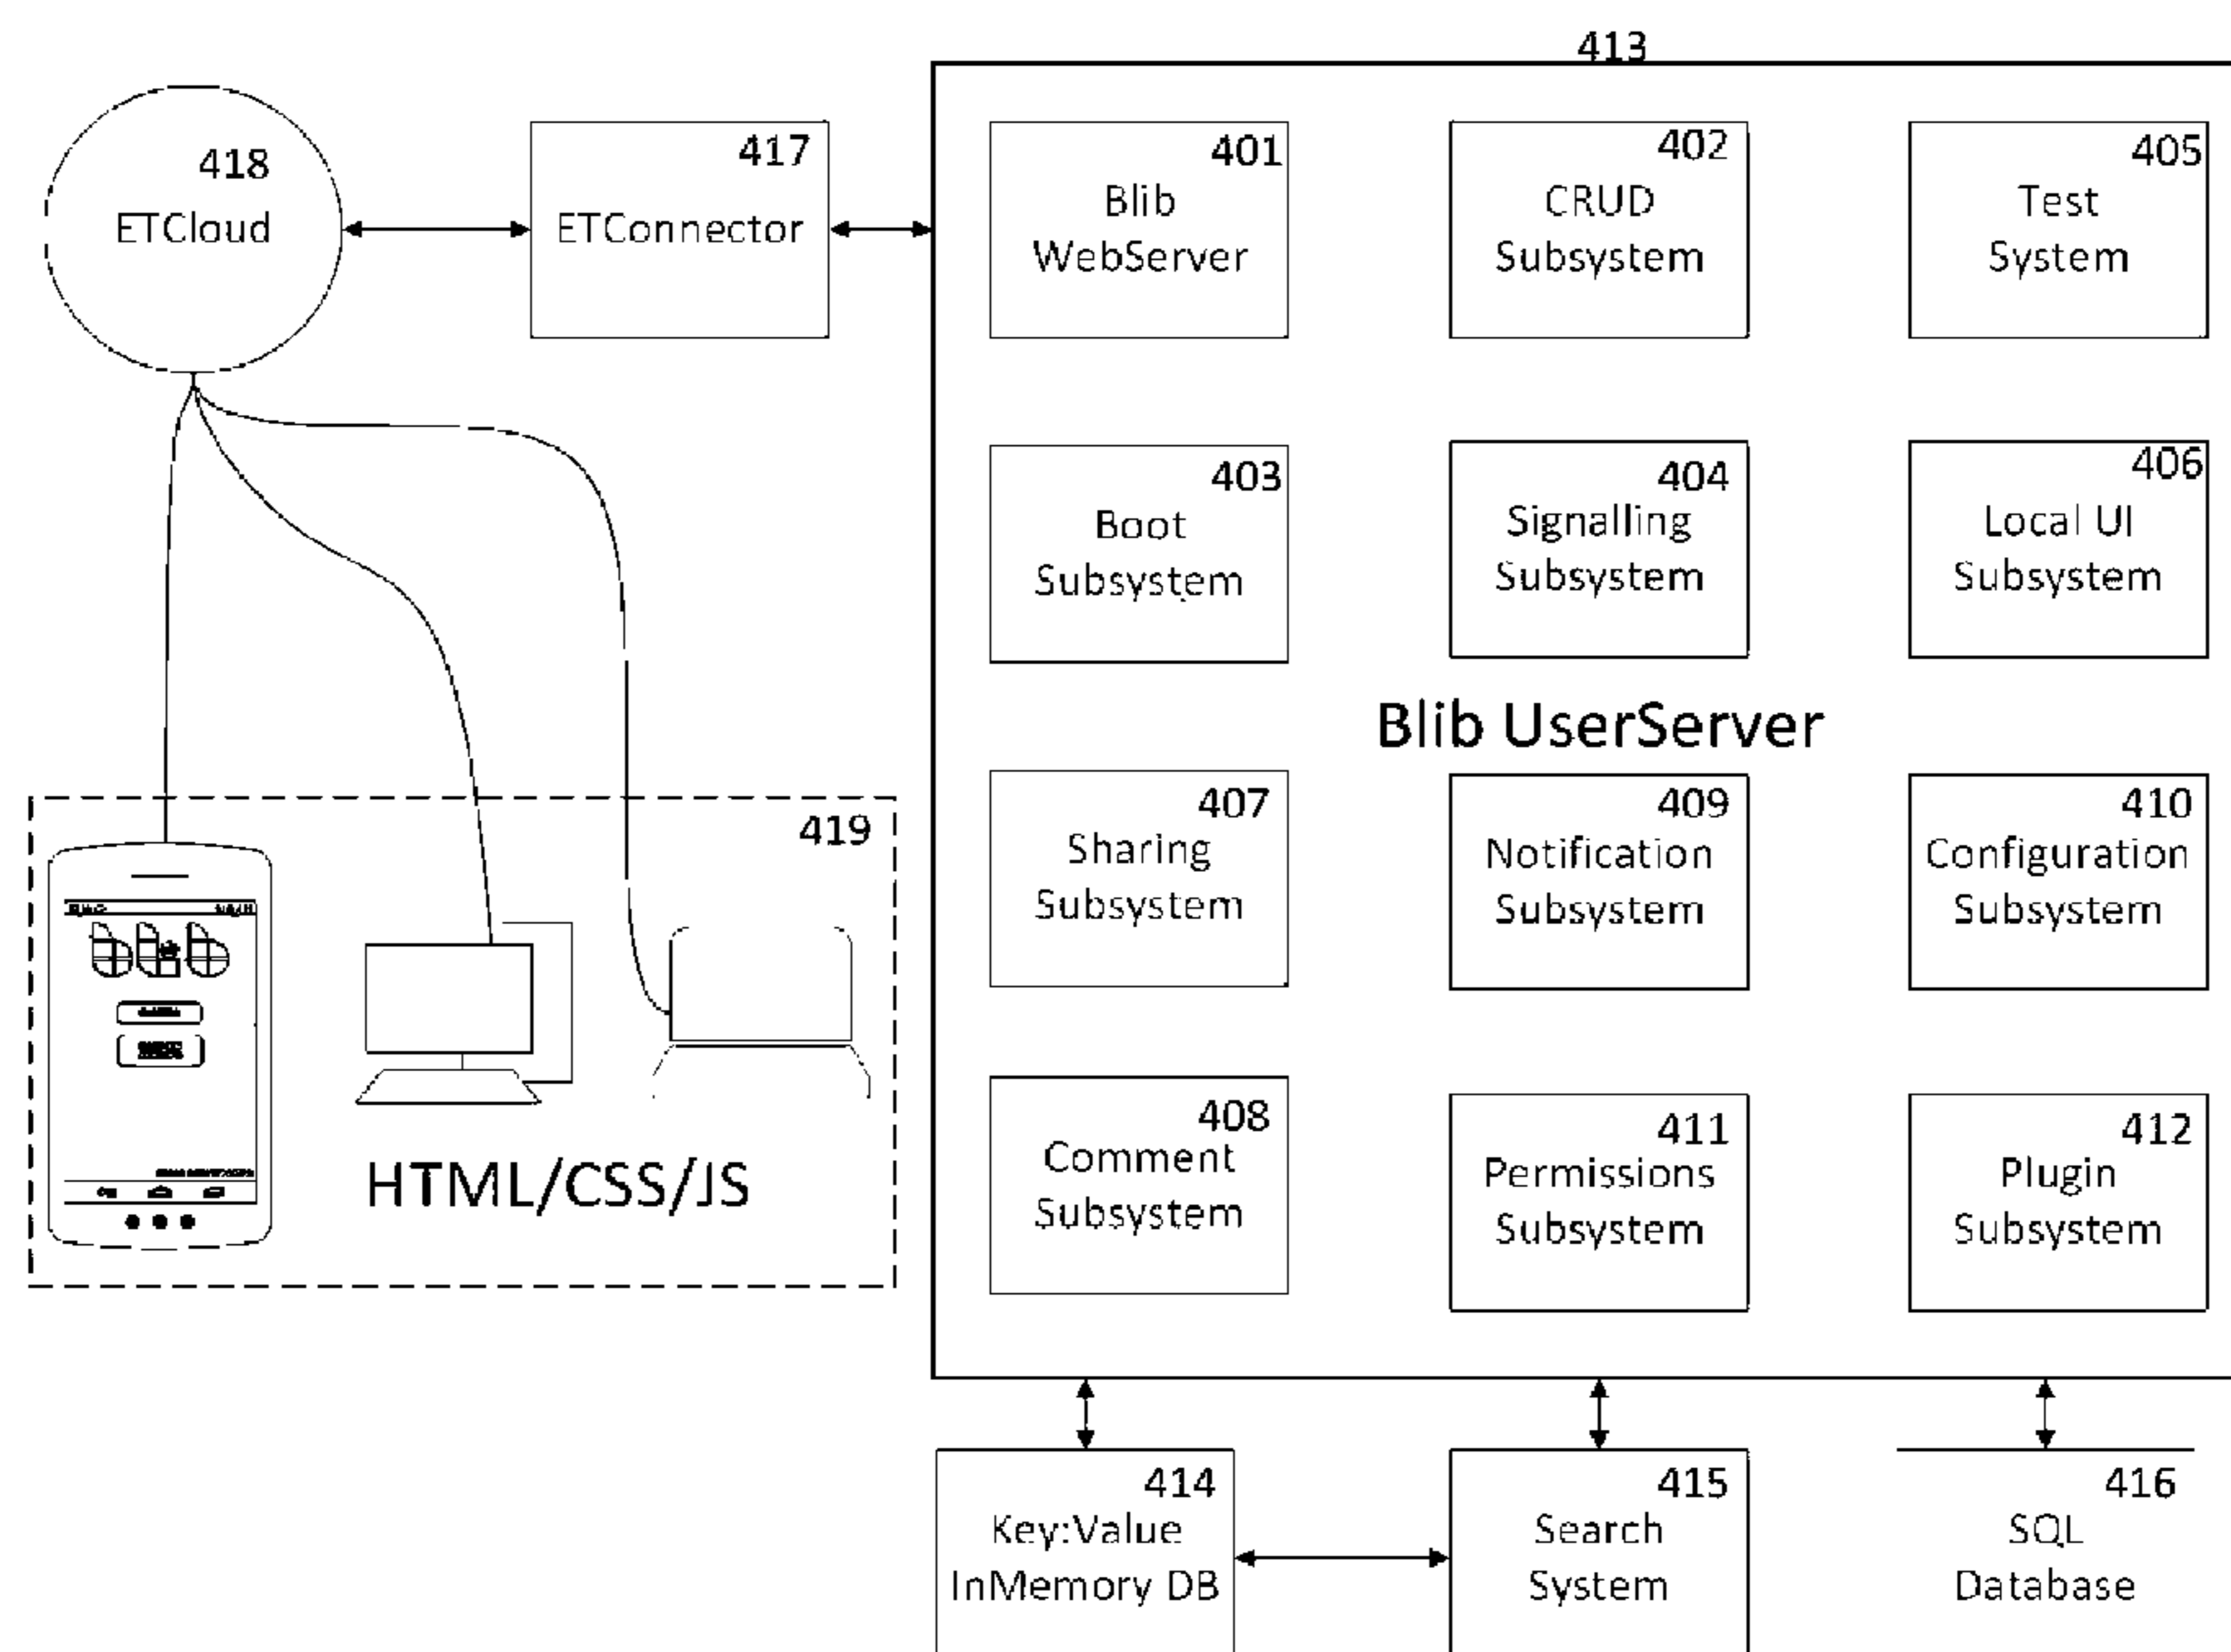 413
418
ETCloud
417
ETConnector
401
Blib
WebServer
402
CRUD
Subsystem
405
Test
System
403
Boot
Subsystem
404
Signalling
Subsystem
406
Local UI
Subsystem
Blib UserServer
419
HTML/CSS/JS
407
Sharing
Subsystem
409
Notification
Subsystem
410
Configuration
Subsystem
408
Comment
Subsystem
411
Permissions
Subsystem
412
Plugin
Subsystem
414
Key:Value
InMemory DB
415
Search
System
416
SQL
Database